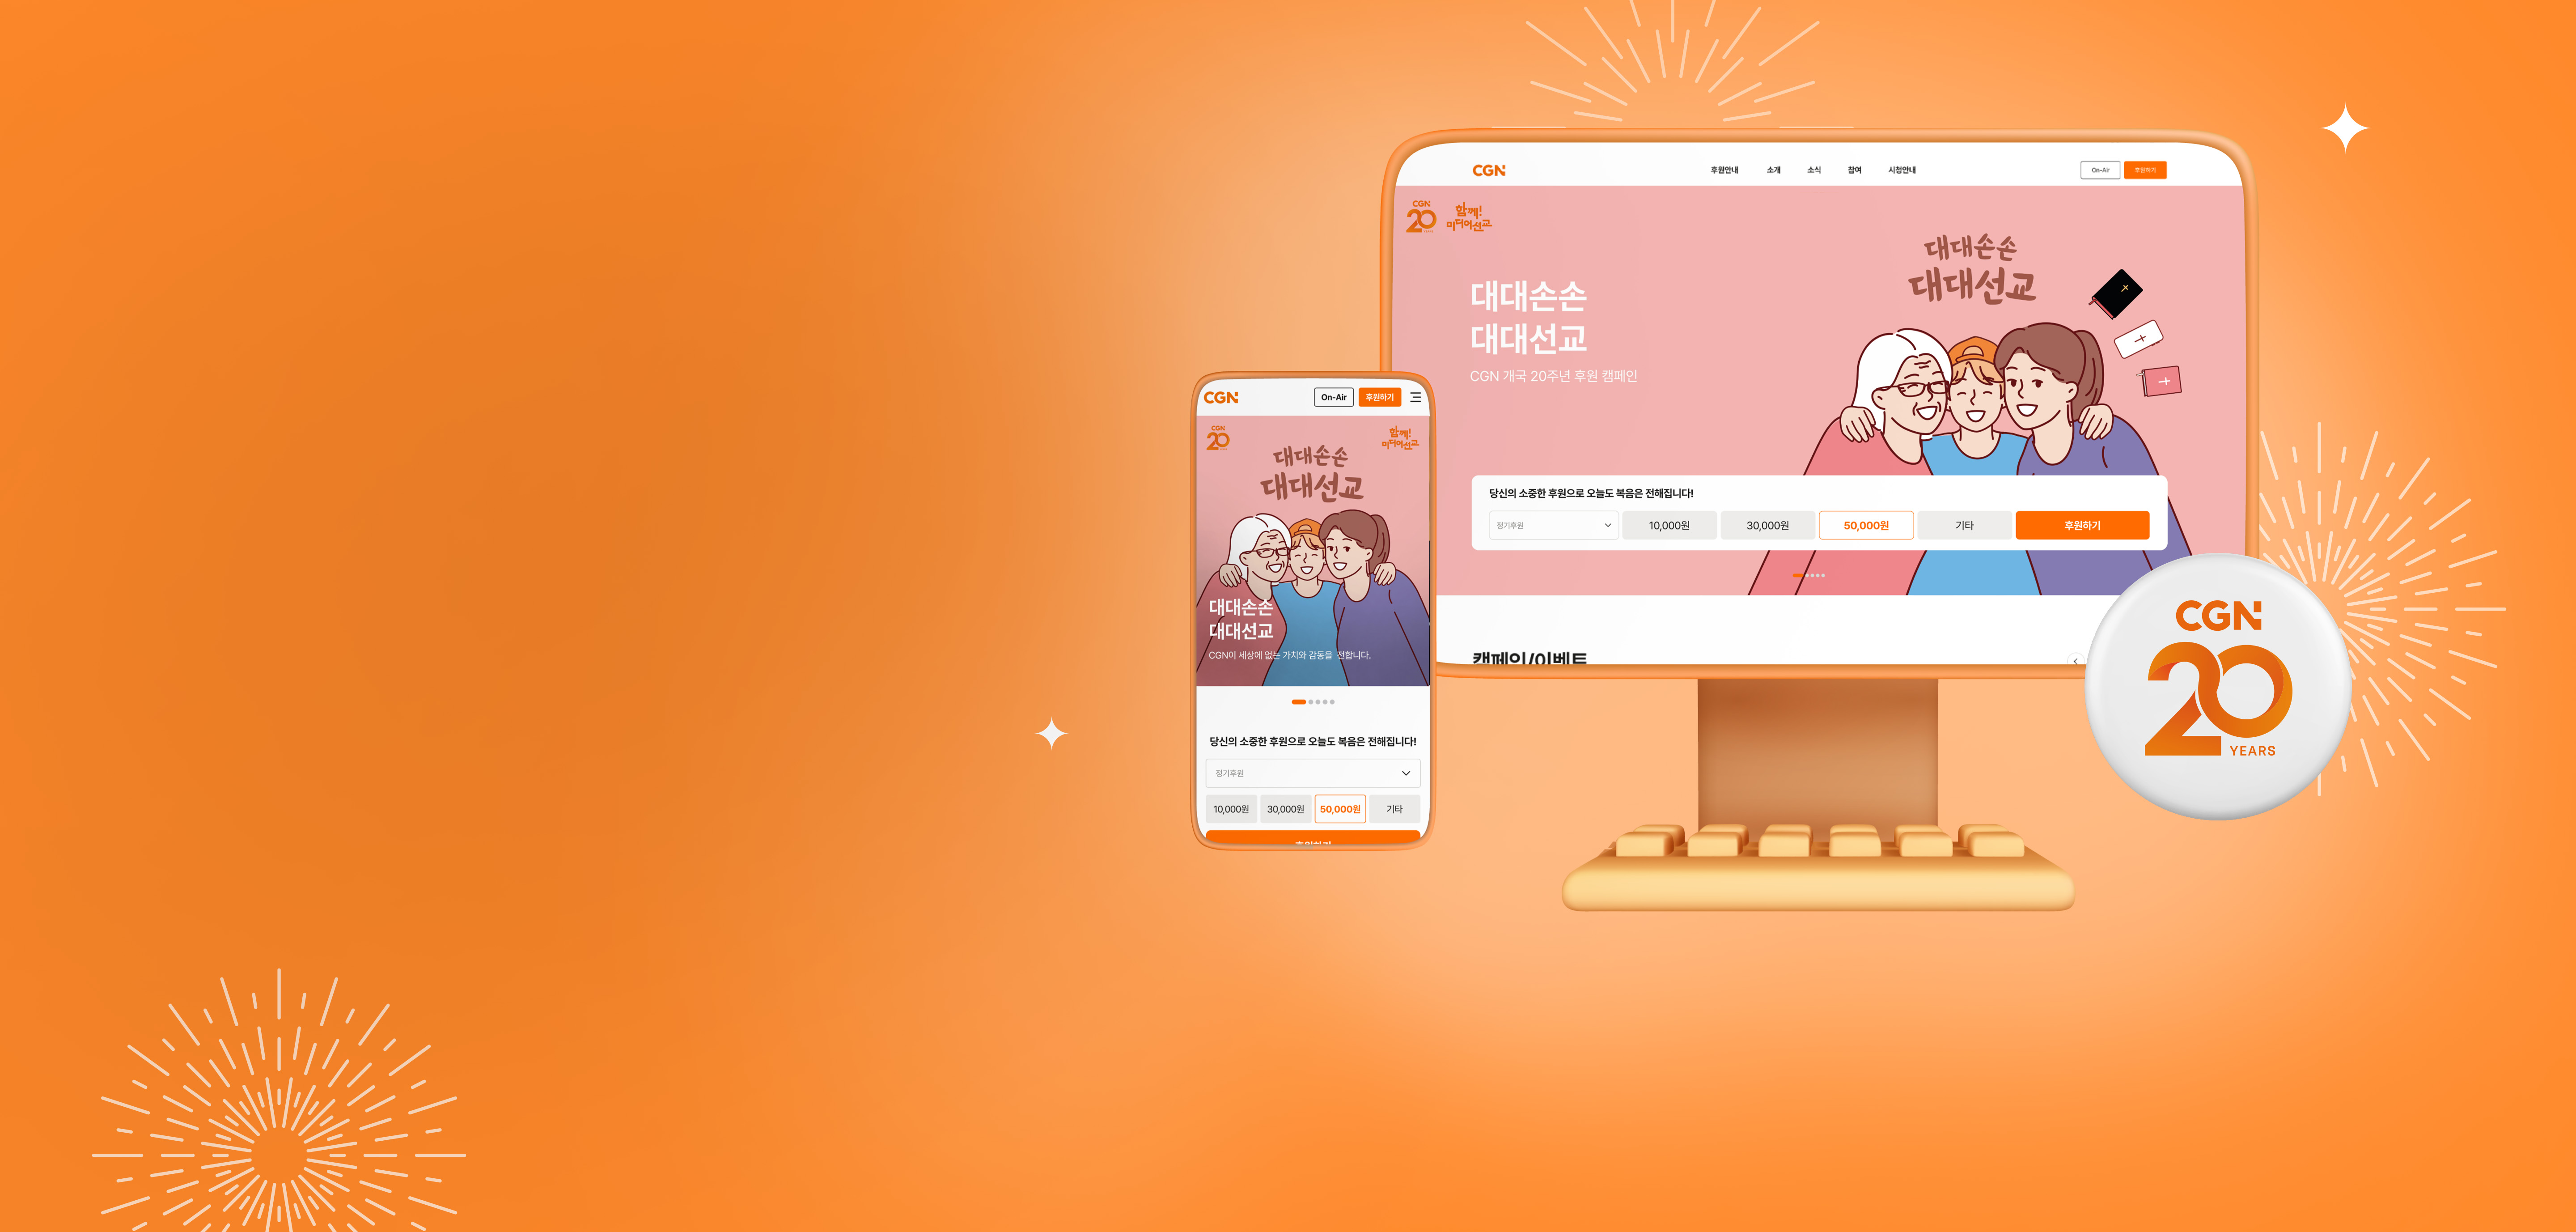 CGN
후원안내 소개 소식 참여 시청안내
On-Air 후원하기
CGN
20
함께!
미디어선교
대대손손
대대선교
CGN 개국 20주년 후원 캠페인
대대손손
대대선교
당신의 소중한 후원으로 오늘도 복음은 전해집니다!
정기후원 10,000원 30,000원 50,000원 기타 후원하기
캠페인/이벤트
CGN
On-Air 후원하기
CGN
20
함께!
미디어선교
대대손손
대대선교
대대손손
대대선교
CGN이 세상에 없는 가치와 감동을 전합니다.
당신의 소중한 후원으로 오늘도 복음은 전해집니다!
정기후원
10,000원 30,000원 50,000원 기타
후원하기
CGN
20
YEARS